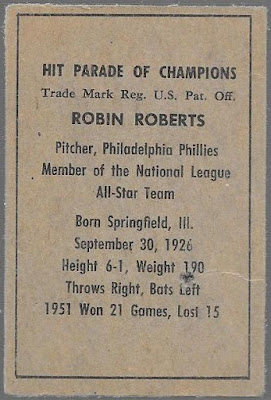 HIT PARADE OF CHAMPIONS
Trade Mark Reg. U.S. Pat. Off.
ROBIN ROBERTS
Pitcher, Philadelphia Phillies
Member of the National League
All-Star Team
Born Springfield, Ill.
September 30, 1926
Height 6-1, Weight 190
Throws Right, Bats Left
1951 Won 21 Games, Lost 15